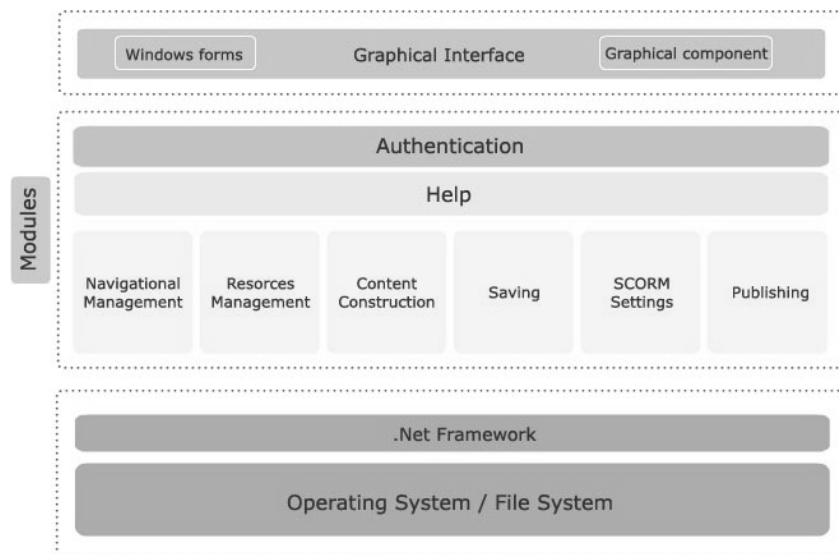 Windows forms
Graphical Interface
Graphical component
Modules
Authentication
Help
Navigational
Management
Resorces
Management
Content
Construction
Saving
SCORM
Settings
Publishing
.Net Framework
Operating System / File System